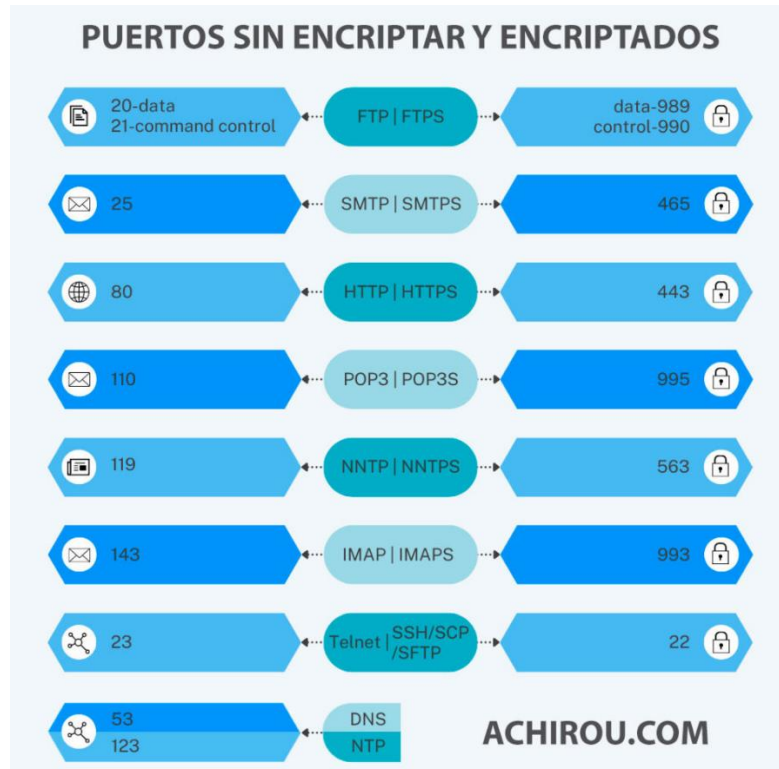 PUERTOS SIN ENCRIPTAR Y ENCRIPTADOS
20-data
21-command control
FTP | FTPS
data-989
control-990
25
SMTP | SMTPS
465
80
HTTP | HTTPS
443
110
POP3 | POP3S
995
119
NNTP | NNTPS
563
143
IMAP | IMAPS
993
23
Telnet | SSH/SCP
/SFTP
22
53
DNS
123
NTP
ACHIROU.COM